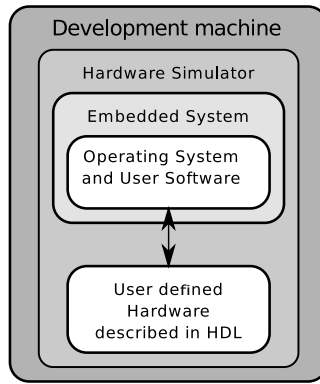 Development machine
Hardware Simulator
Embedded System
Operating System
and User Software
User defined
Hardware
described in HDL